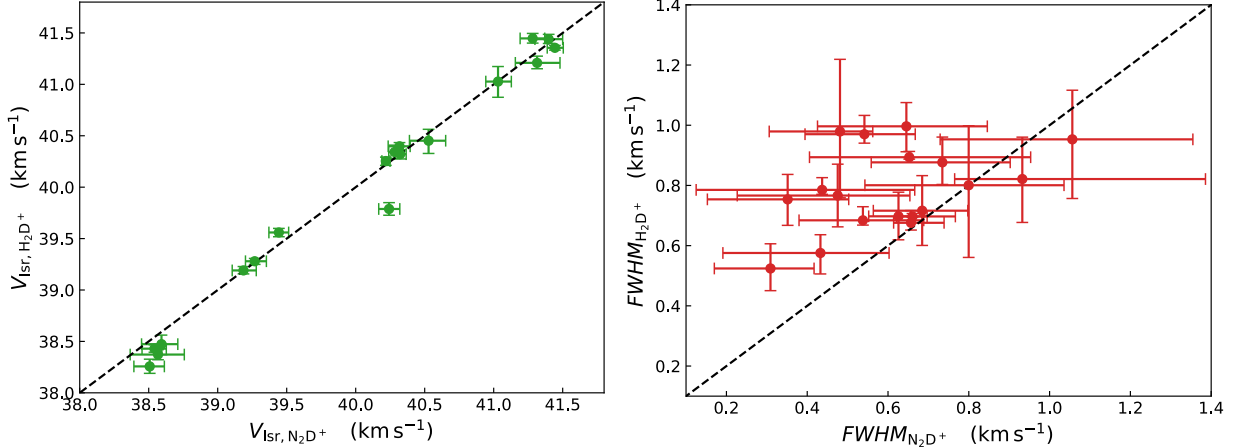 41.5
41.0
40.5
40.0
39.5
39.0
38.5
38.0
V_lsr, H₂D⁺ (km s⁻¹)
38.0 38.5 39.0 39.5 40.0 40.5 41.0 41.5
V_lsr, N₂D⁺ (km s⁻¹)
1.4
1.2
1.0
0.8
0.6
0.4
0.2
FWHM_H₂D⁺ (km s⁻¹)
0.2 0.4 0.6 0.8 1.0 1.2 1.4
FWHM_N₂D⁺ (km s⁻¹)